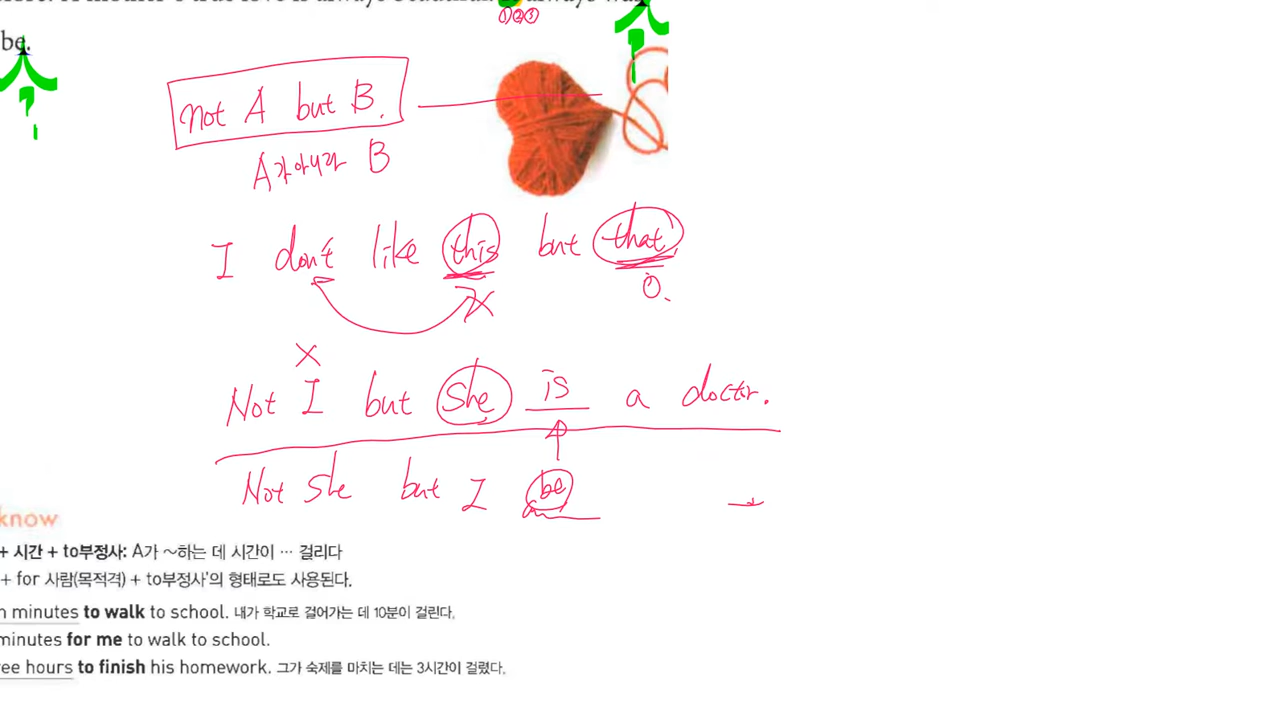 be.
①②③
not A but B.
A가아니라 B
I don't like this but that
X O.
X
Not I but she is a doctor.
Not she but I be
know
+ 시간 + to부정사: A가 ～하는 데 시간이 … 걸리다
+ for 사람(목적격) + to부정사'의 형태로도 사용된다.
n minutes to walk to school. 내가 학교로 걸어가는 데 10분이 걸린다.
minutes for me to walk to school.
ree hours to finish his homework. 그가 숙제를 마치는 데는 3시간이 걸렸다.